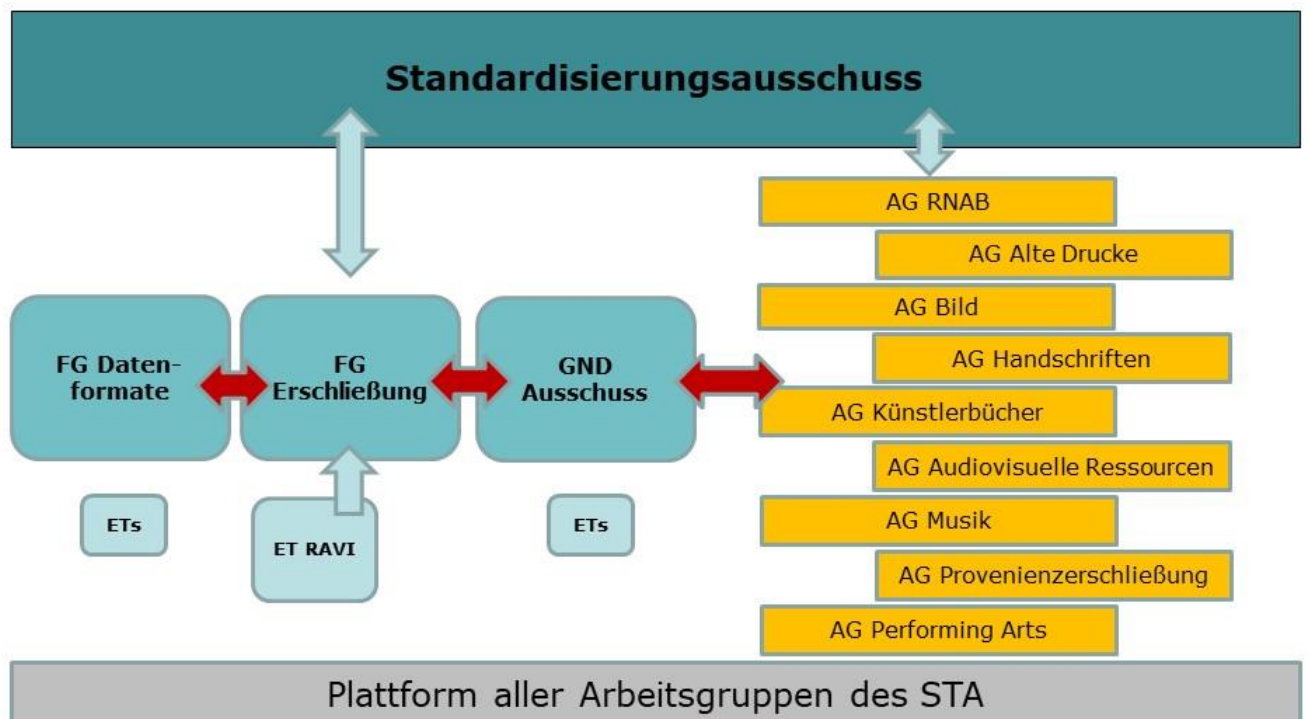 Standardisierungsausschuss
FG Daten-
formate
FG
Erschließung
GND
Ausschuss
ETs
ET RAVI
ETs
AG RNAB
AG Alte Drucke
AG Bild
AG Handschriften
AG Künstlerbücher
AG Audiovisuelle Ressourcen
AG Musik
AG Provenienzerschließung
AG Performing Arts
Plattform aller Arbeitsgruppen des STA